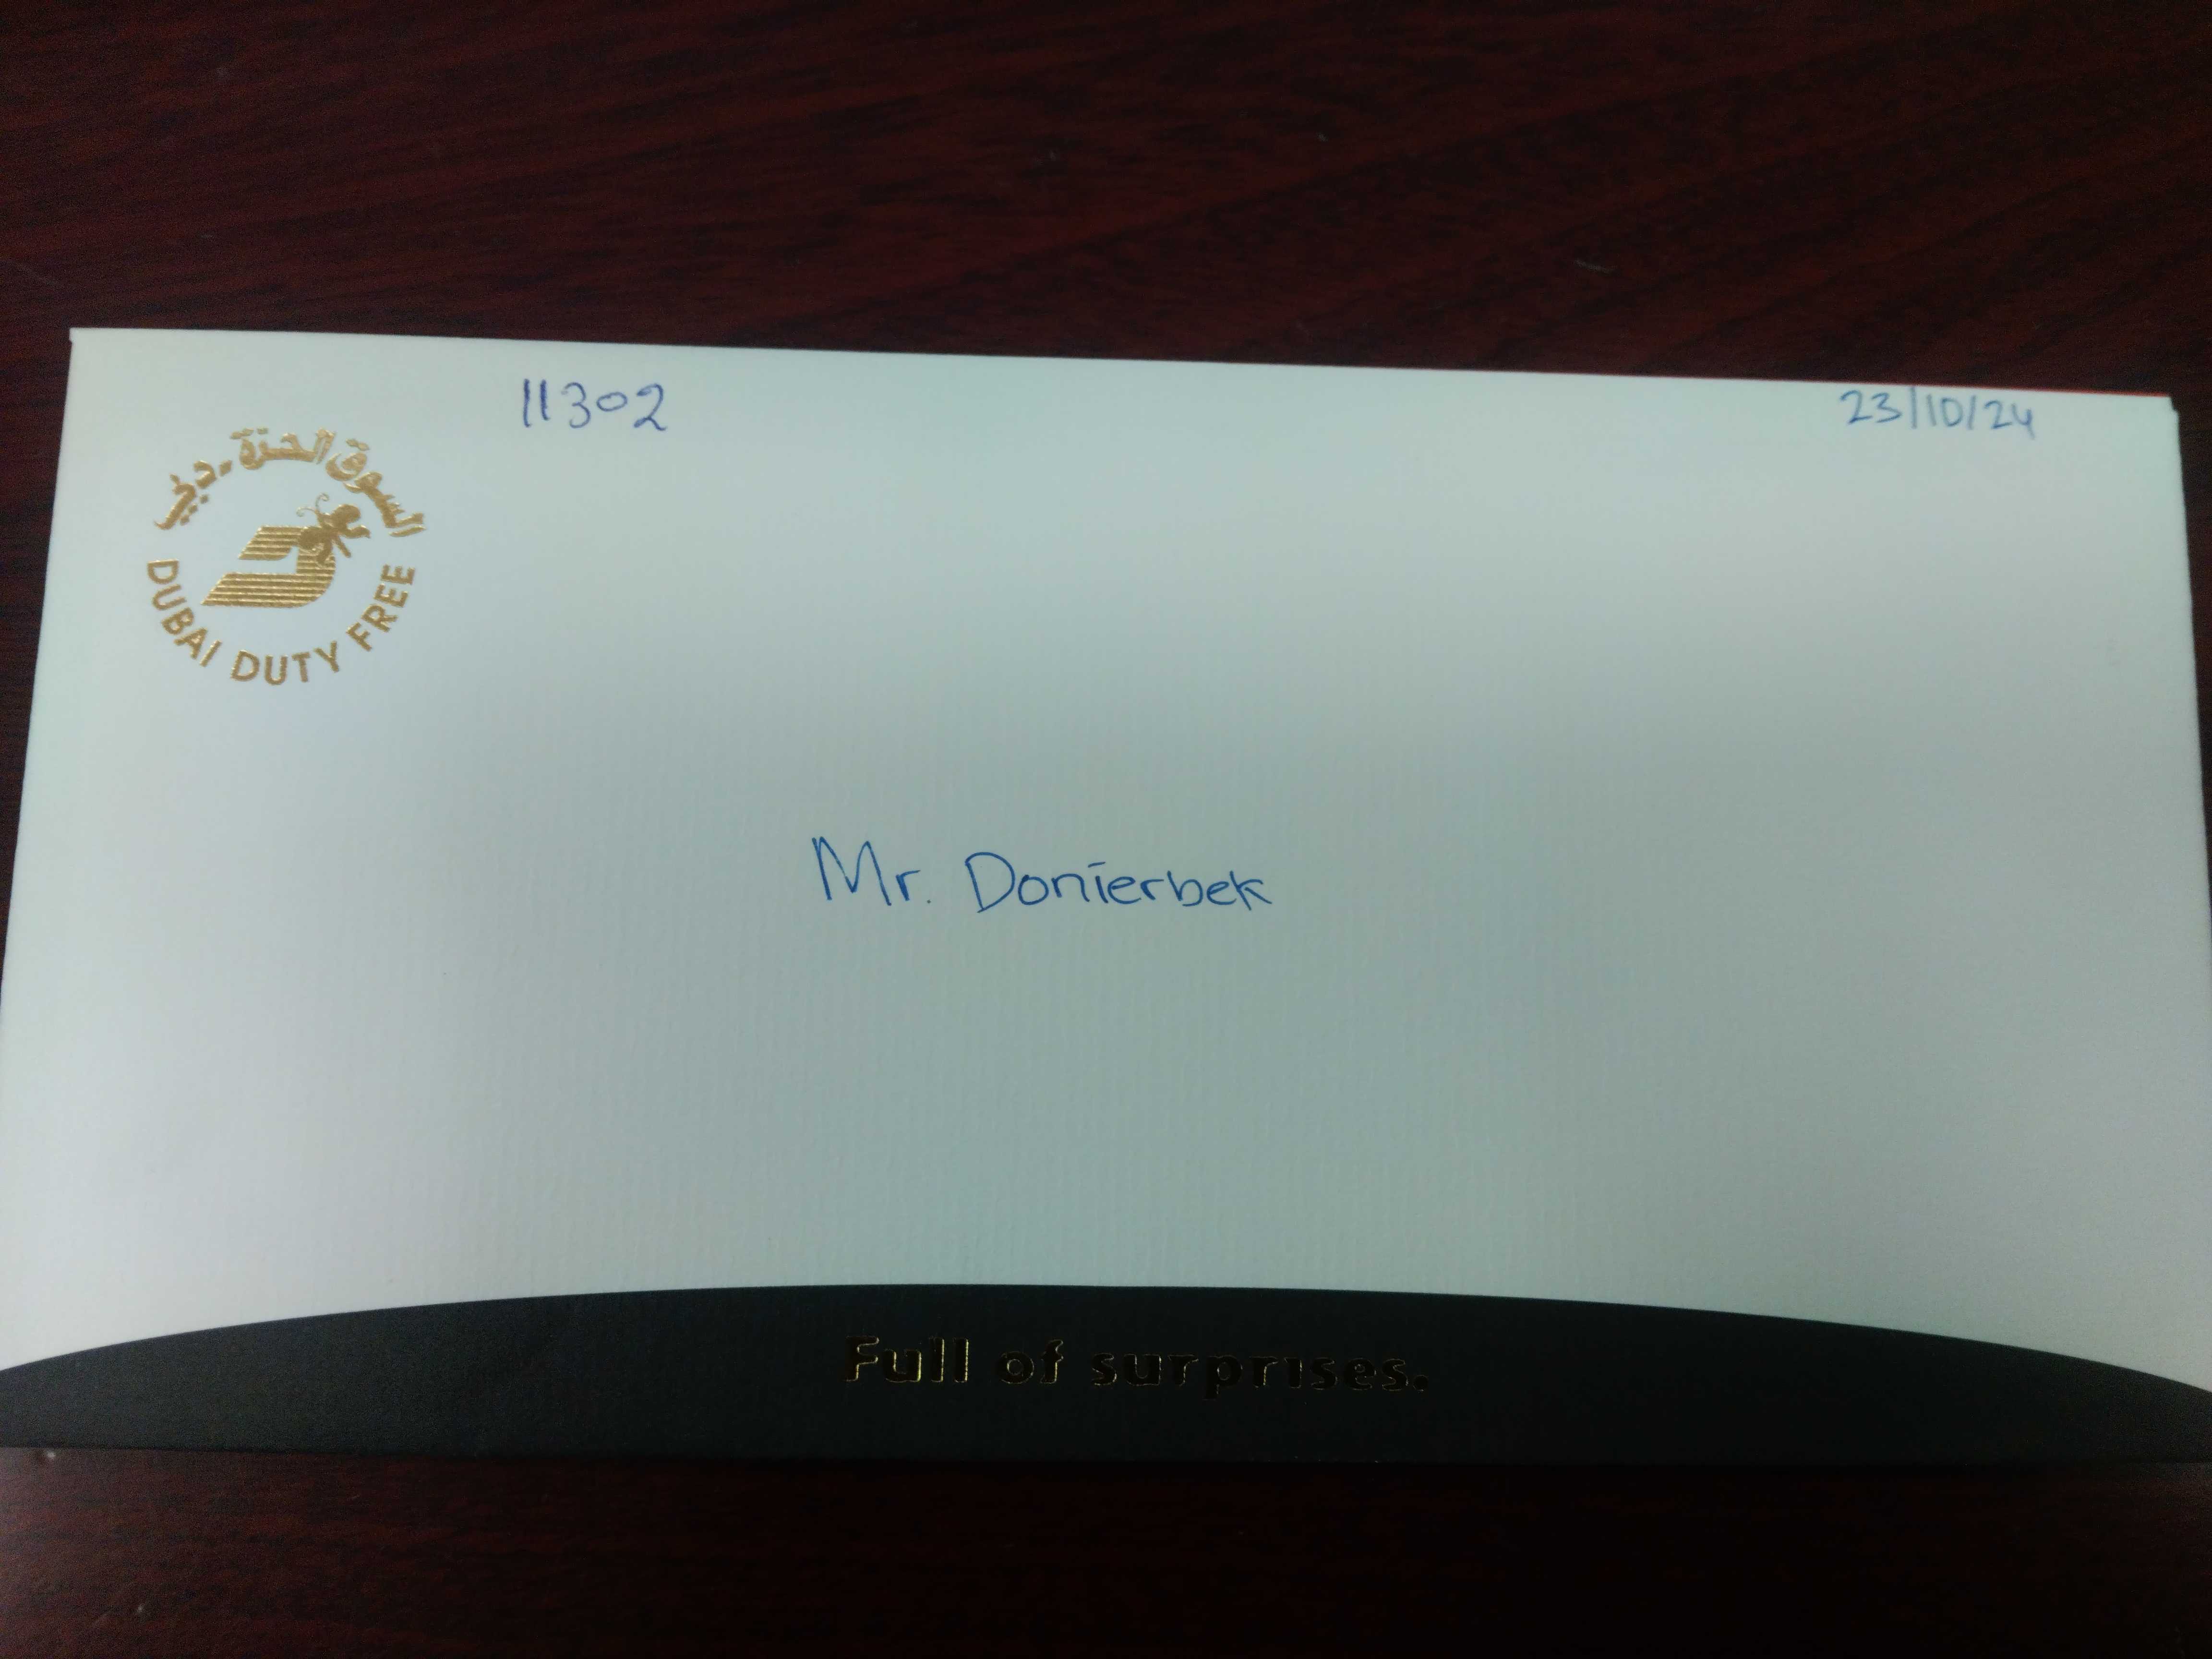 11302
23/10/24
السوق الحرة - دبي
DUBAI DUTY FREE
Mr. Donierbek
Full of surprises.